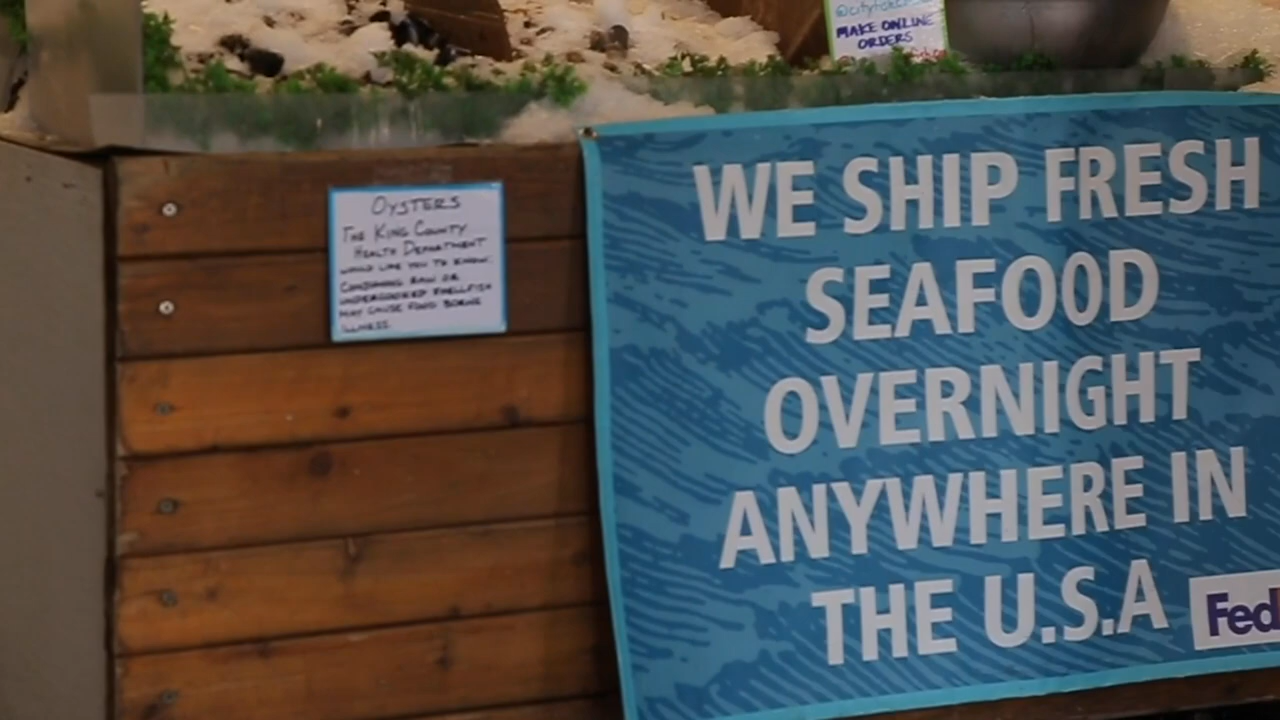 MAKE ONLINE
ORDERS
OYSTERS
THE KING COUNTY
HEALTH DEPARTMENT
WOULD LIKE YOU TO KNOW:
CONSUMING RAW OR
UNDERCOOKED SHELLFISH
MAY CAUSE FOOD BORNE
ILLNESS
WE SHIP FRESH
SEAFOOD
OVERNIGHT
ANYWHERE IN
THE U.S.A
Fed